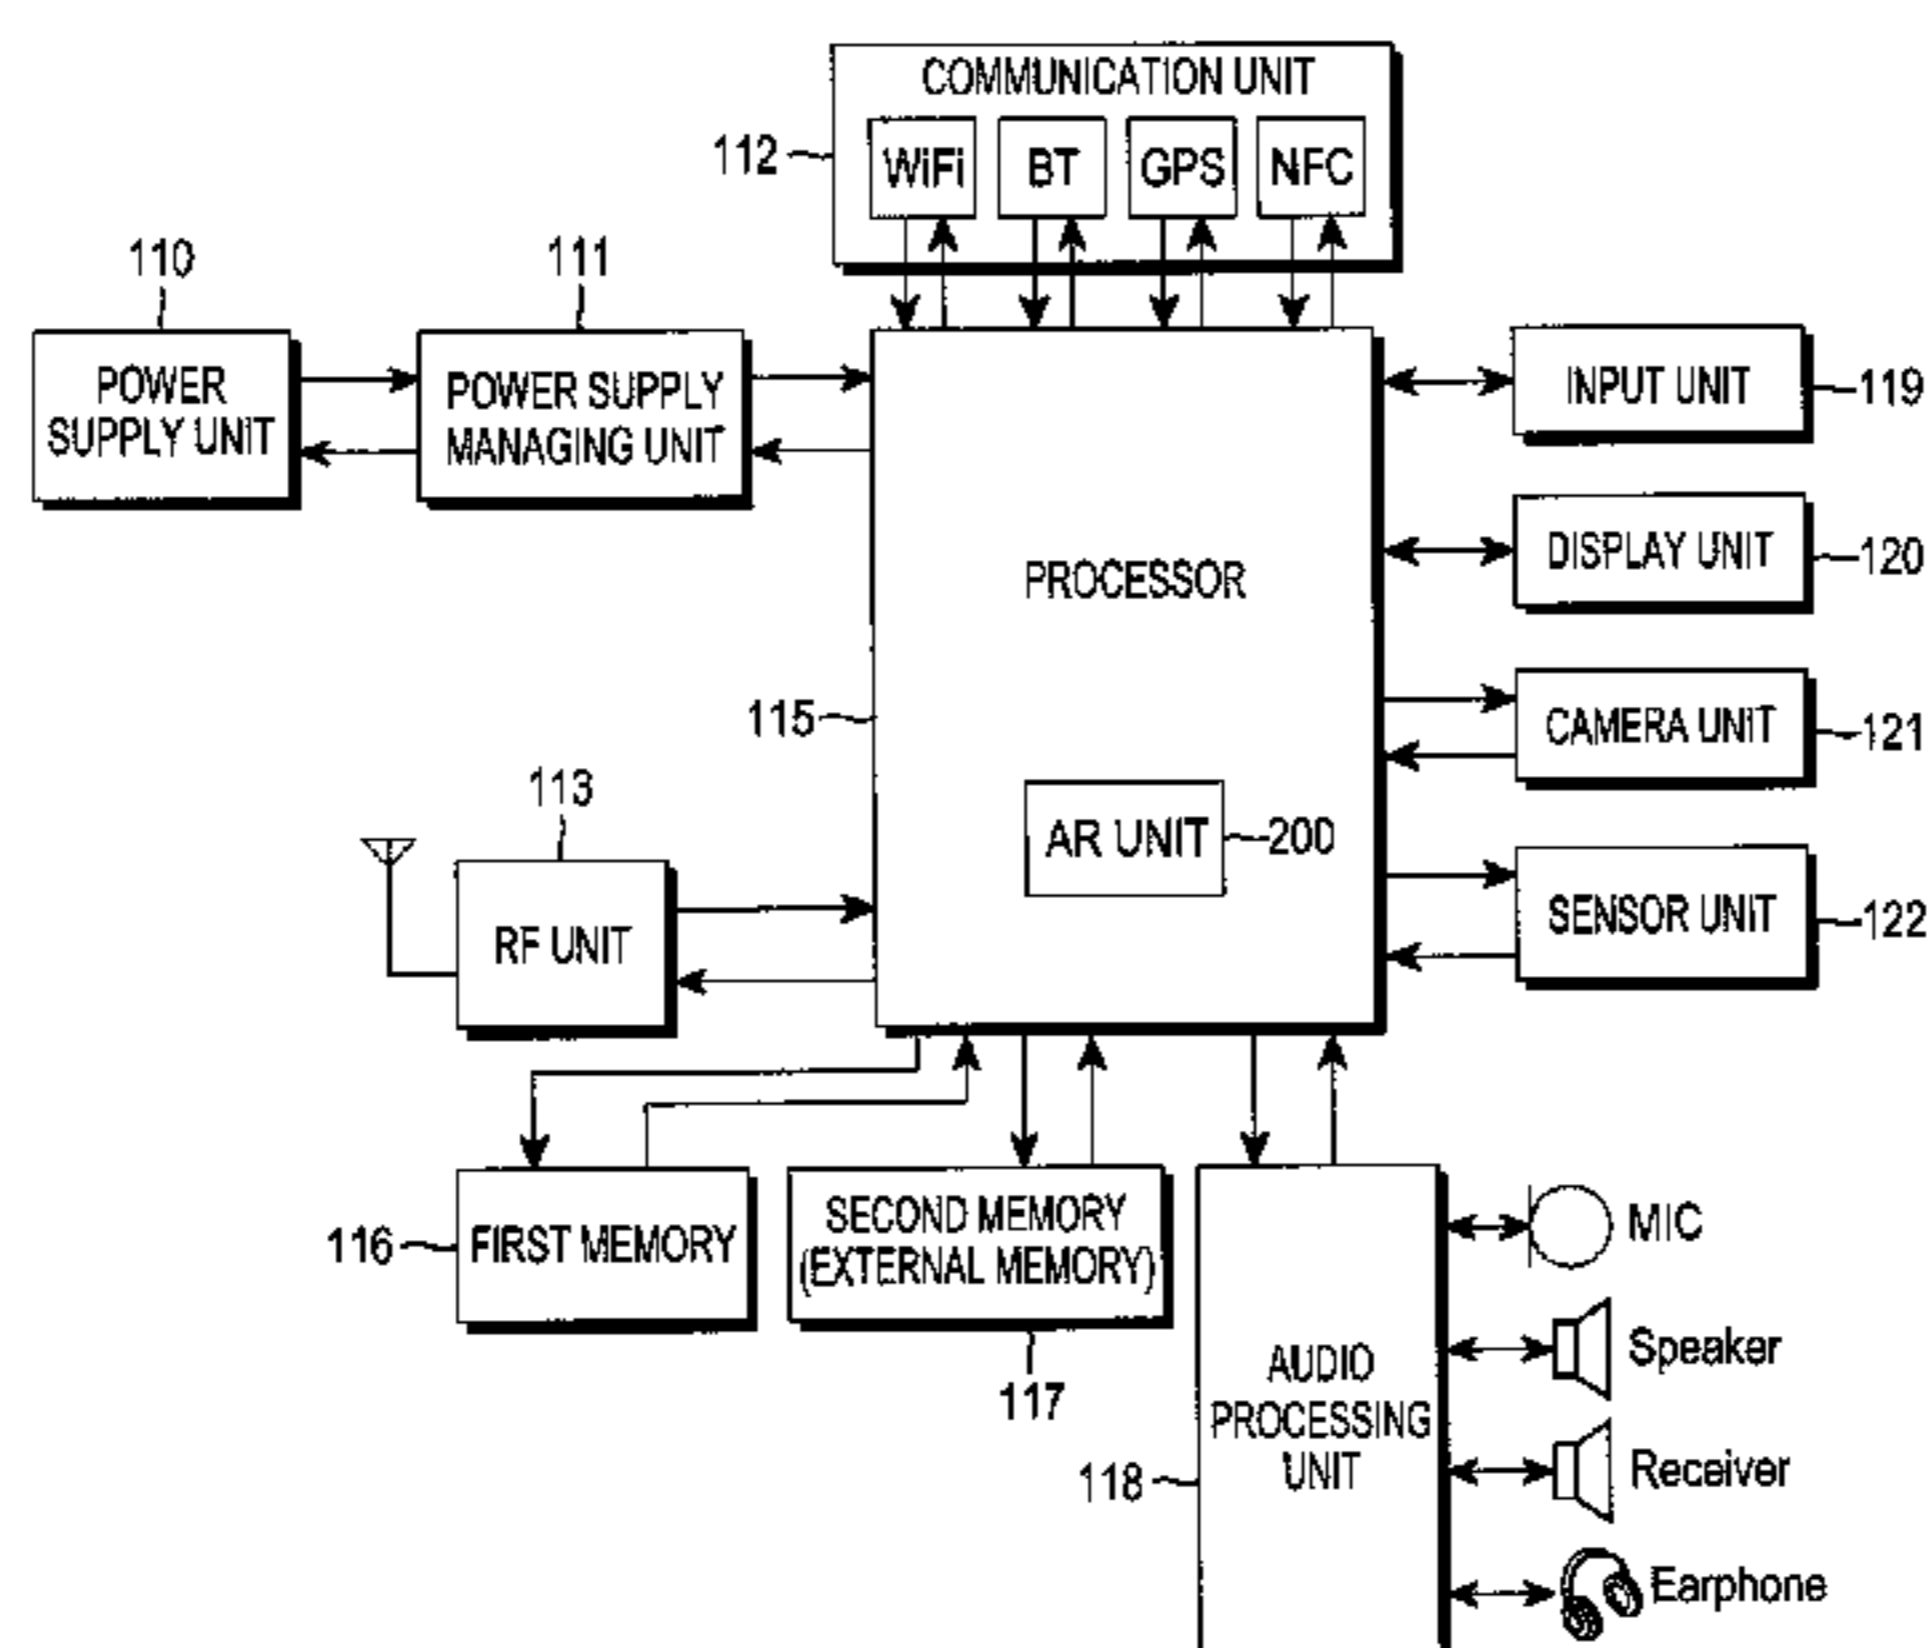 COMMUNICATION UNIT
112
WiFi
BT
GPS
NFC
110
111
POWER
SUPPLY UNIT
POWER SUPPLY
MANAGING UNIT
INPUT UNIT
119
PROCESSOR
DISPLAY UNIT
120
115
CAMERA UNIT
121
113
AR UNIT
200
RF UNIT
SENSOR UNIT
122
116
FIRST MEMORY
SECOND MEMORY
(EXTERNAL MEMORY)
117
118
AUDIO
PROCESSING
UNIT
MIC
Speaker
Receiver
Earphone